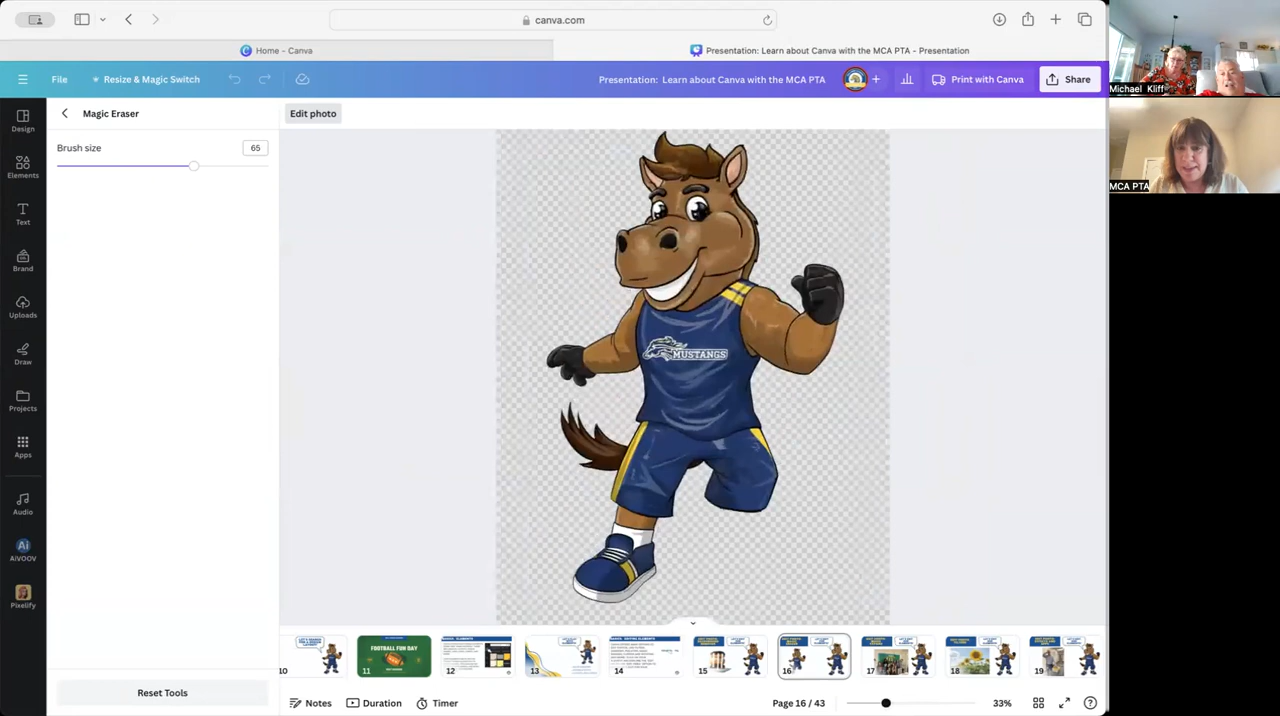 canva.com
Home - Canva
Presentation: Learn about Canva with the MCA PTA - Presentation
File
Resize & Magic Switch
Presentation: Learn about Canva with the MCA PTA
Print with Canva
Share
Michael Kliff
MCA PTA
Design
Elements
Text
Brand
Uploads
Draw
Projects
Apps
Audio
Ai
AiVOOV
Pixelify
Magic Eraser
Brush size
65
Reset Tools
Edit photo
MUSTANGS
10
FOOTBALL FUN DAY
11
12
13
14
15
16
17
18
19
Notes
Duration
Timer
Page 16 / 43
33%